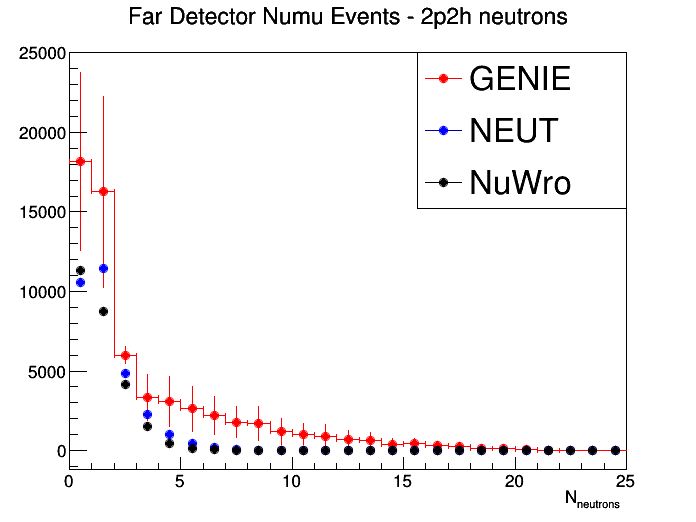 Far Detector Numu Events - 2p2h neutrons
25000
20000
15000
10000
5000
0
GENIE
NEUT
NuWro
0 5 10 15 20 25
N_neutrons